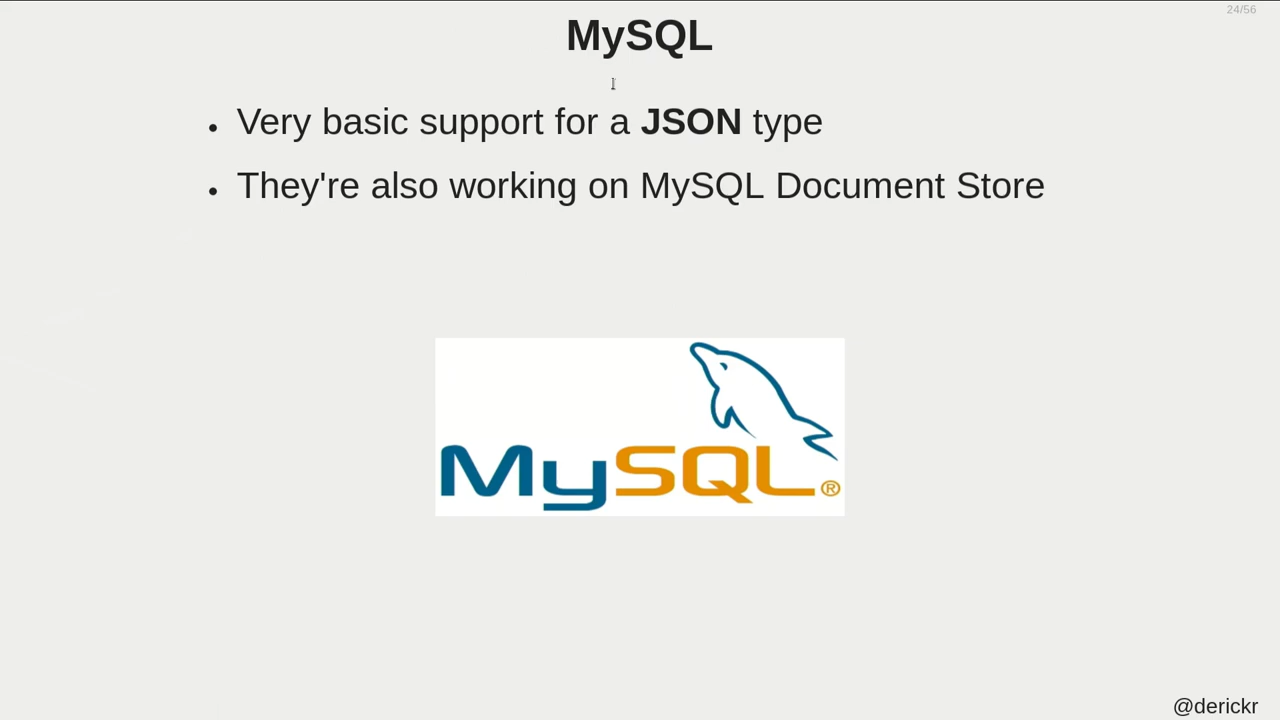 24/56
MySQL
Very basic support for a JSON type
They're also working on MySQL Document Store
MySQL®
@derickr